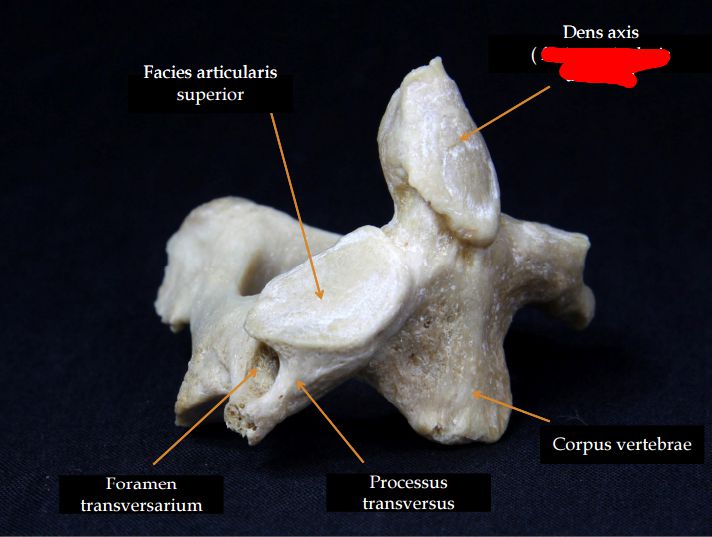 Dens axis
(
Facies articularis
superior
Corpus vertebrae
Foramen
transversarium
Processus
transversus